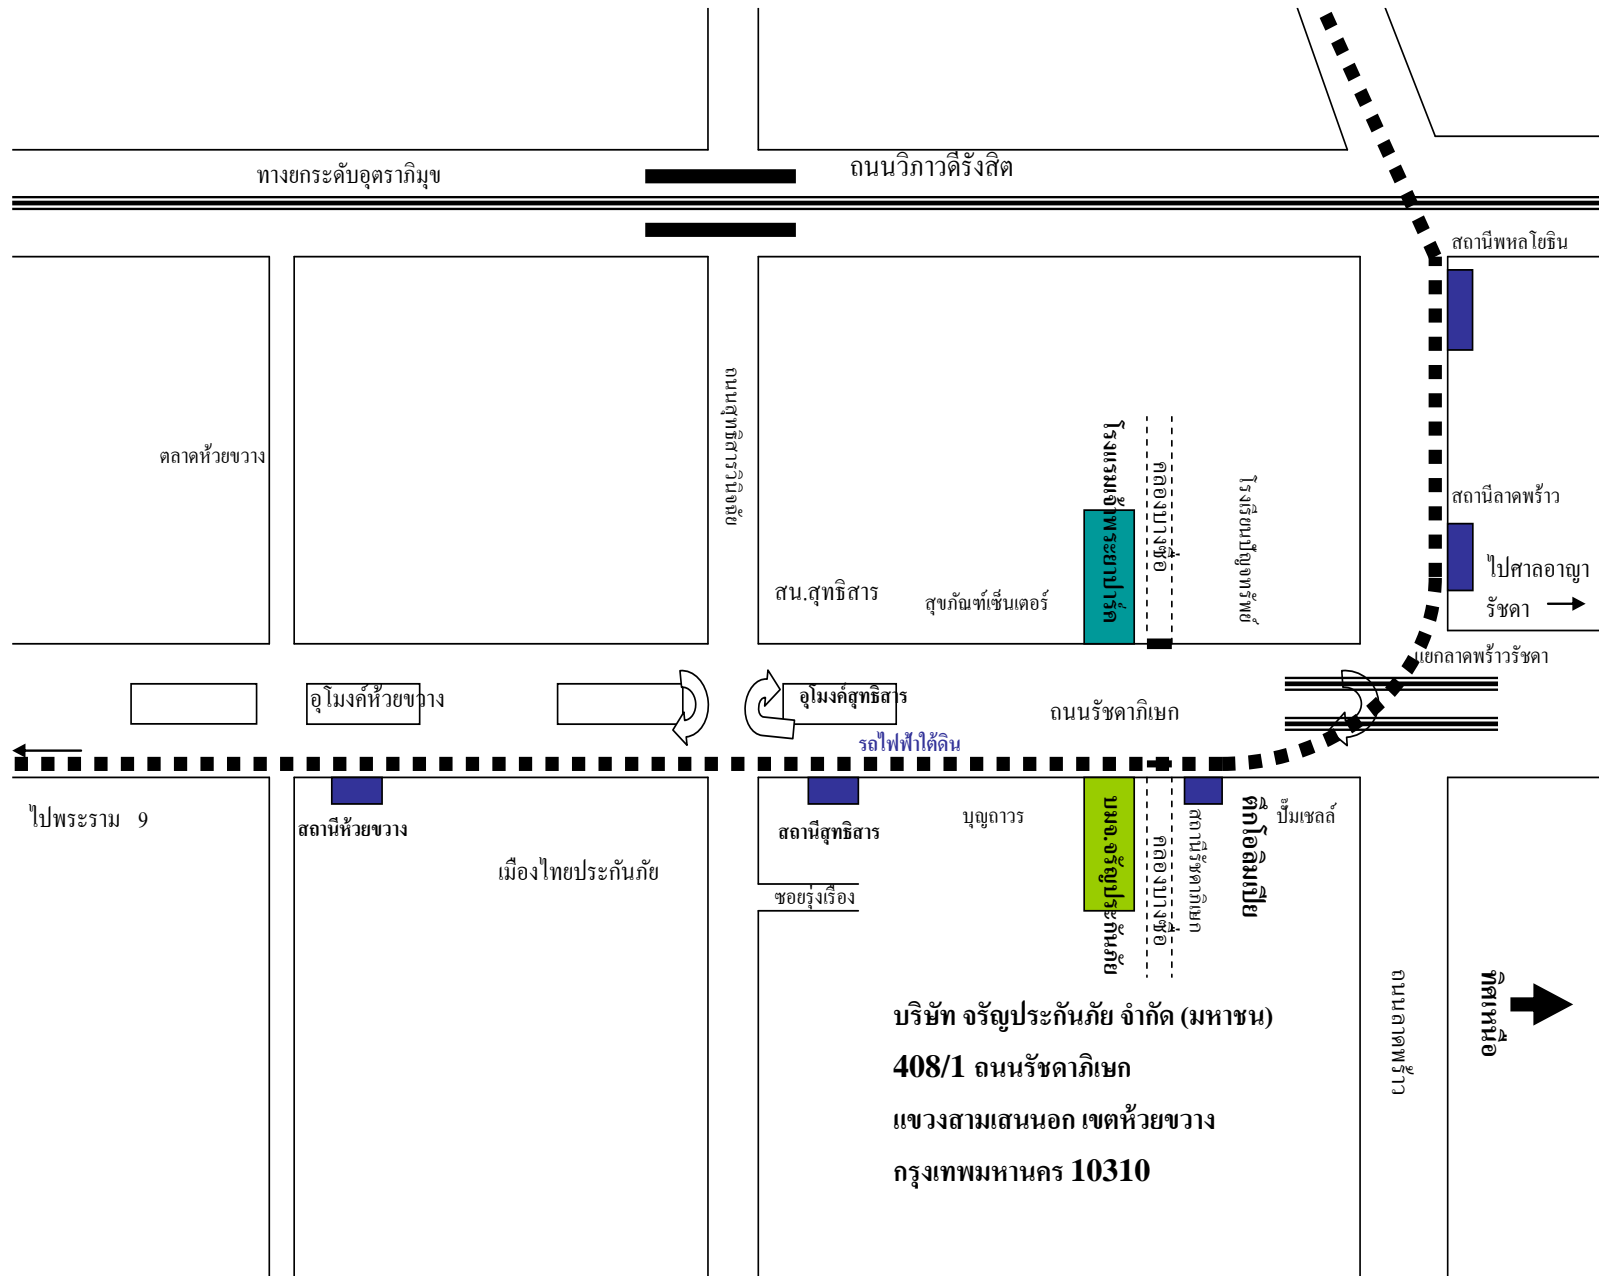 ทางยกระดับอุตราภิมุข
ถนนวิภาวดีรังสิต
สถานีพหลโยธิน
ถนนสุทธิสารวินิจฉัย
ตลาดห้วยขวาง
โรงแรมเจ้าพระยาปาร์ค
คลองบางซื่อ
โรงเรียนปัญจทรัพย์
สถานีลาดพร้าว
ไปศาลอาญา
รัชดา
สน.สุทธิสาร
สุขภัณฑ์เซ็นเตอร์
แยกลาดพร้าวรัชดา
อุโมงค์ห้วยขวาง
อุโมงค์สุทธิสาร
ถนนรัชดาภิเษก
รถไฟฟ้าใต้ดิน
ไปพระราม 9
สถานีห้วยขวาง
สถานีสุทธิสาร
บุญถาวร
บมจ.จรัญประกันภัย
คลองบางซื่อ
สถานีรัชดาภิเษก
ตึกโอลิมเปีย
ปั๊มเชลล์
เมืองไทยประกันภัย
ซอยรุ่งเรือง
ถนนลาดพร้าว
ทิศเหนือ
บริษัท จรัญประกันภัย จำกัด (มหาชน)
408/1 ถนนรัชดาภิเษก
แขวงสามเสนนอก เขตห้วยขวาง
กรุงเทพมหานคร 10310